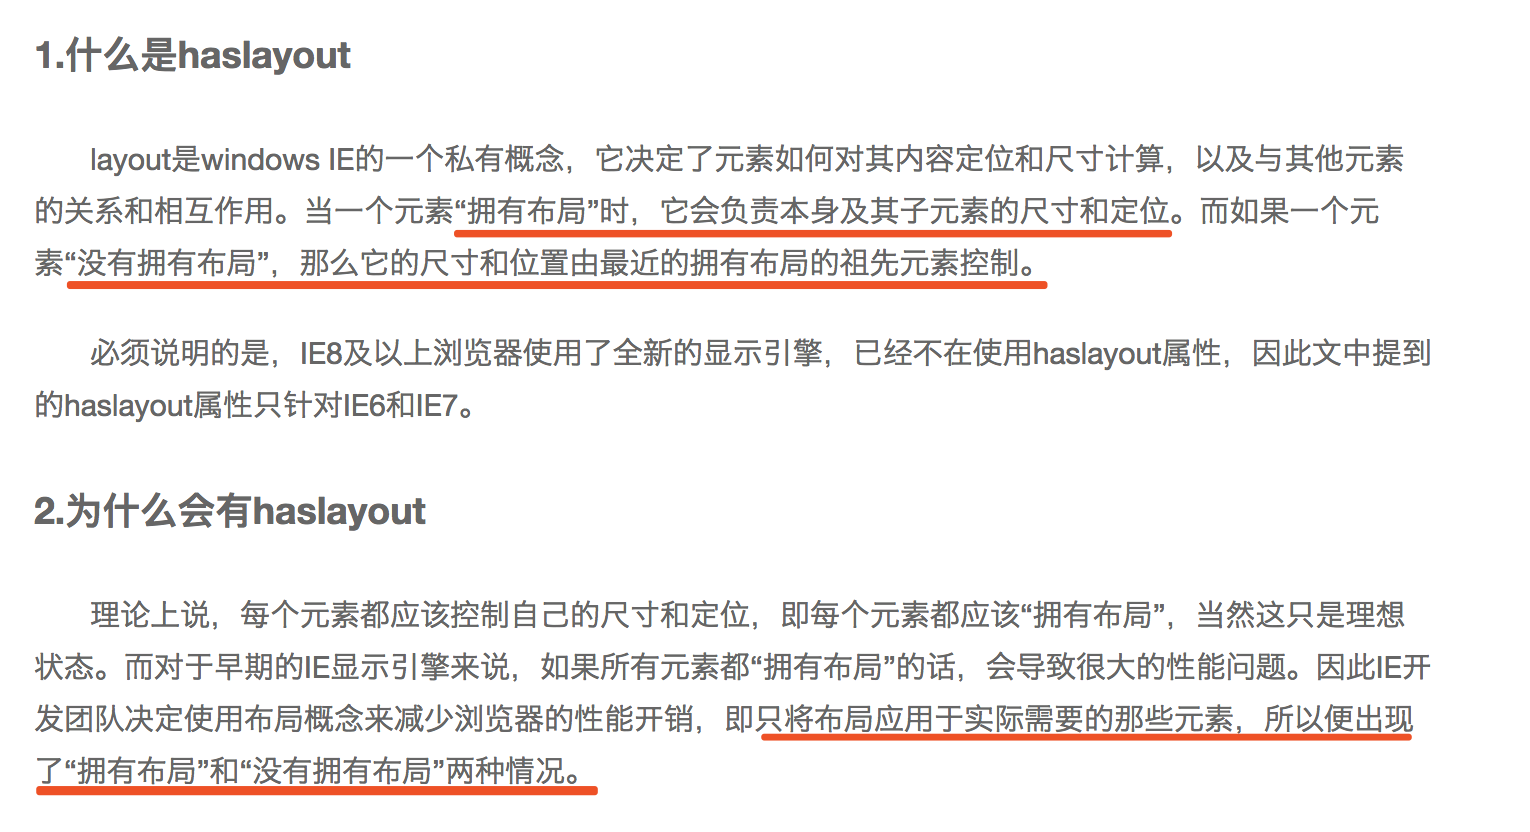 1.什么是haslayout
layout是windows IE的一个私有概念，它决定了元素如何对其内容定位和尺寸计算，以及与其他元素
的关系和相互作用。当一个元素“拥有布局”时，它会负责本身及其子元素的尺寸和定位。而如果一个元
素“没有拥有布局”，那么它的尺寸和位置由最近的拥有布局的祖先元素控制。
必须说明的是，IE8及以上浏览器使用了全新的显示引擎，已经不在使用haslayout属性，因此文中提到
的haslayout属性只针对IE6和IE7。
2.为什么会有haslayout
理论上说，每个元素都应该控制自己的尺寸和定位，即每个元素都应该“拥有布局”，当然这只是理想
状态。而对于早期的IE显示引擎来说，如果所有元素都“拥有布局”的话，会导致很大的性能问题。因此IE开
发团队决定使用布局概念来减少浏览器的性能开销，即只将布局应用于实际需要的那些元素，所以便出现
了“拥有布局”和“没有拥有布局”两种情况。